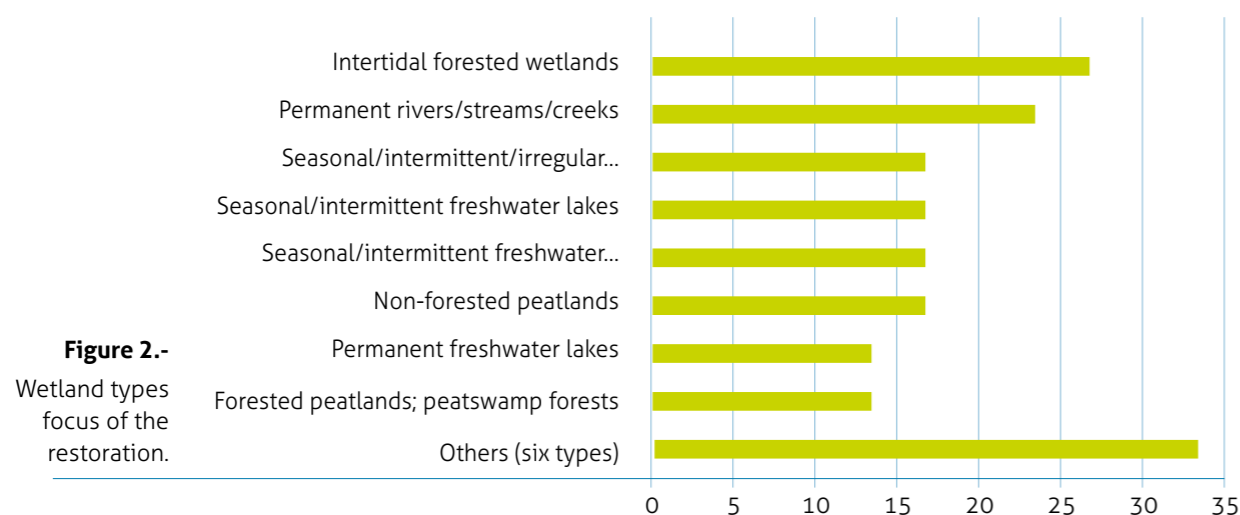 Intertidal forested wetlands
Permanent rivers/streams/creeks
Seasonal/intermittent/irregular...
Seasonal/intermittent freshwater lakes
Seasonal/intermittent freshwater...
Non-forested peatlands
Permanent freshwater lakes
Forested peatlands; peatswamp forests
Others (six types)
Figure 2.-
Wetland types
focus of the
restoration.
0 5 10 15 20 25 30 35